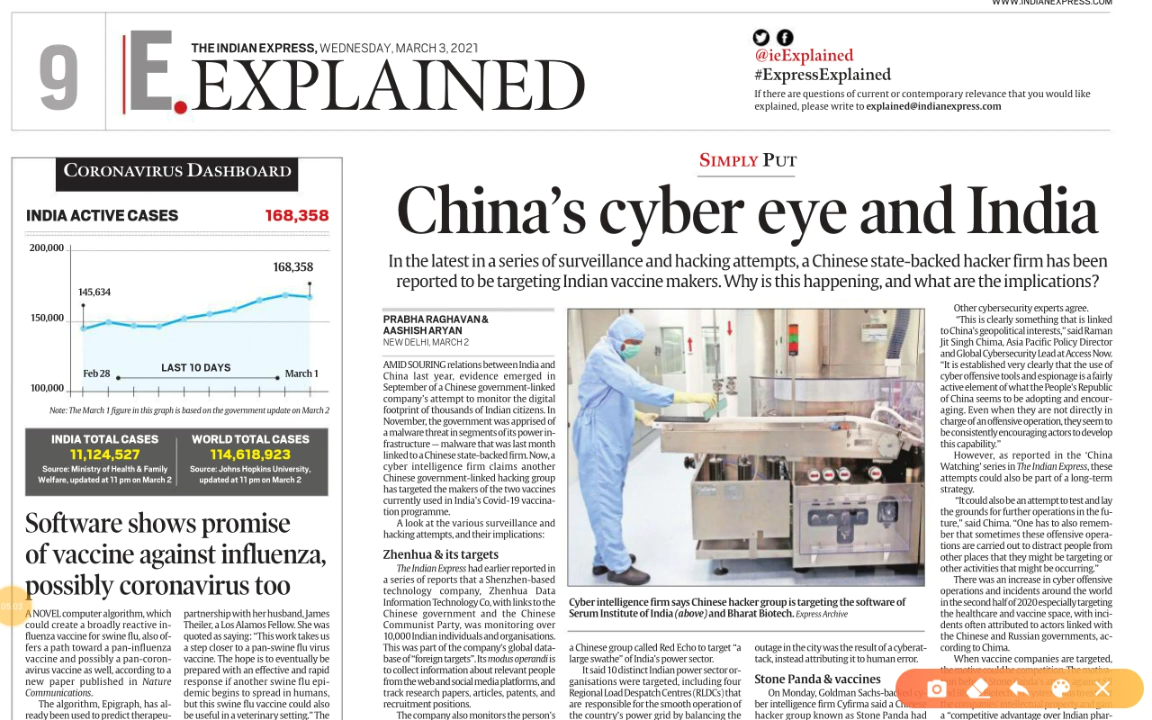 WWW.INDIANEXPRESS.COM
9
E.EXPLAINED
THE INDIAN EXPRESS, WEDNESDAY, MARCH 3, 2021
@ieExplained
#ExpressExplained
If there are questions of current or contemporary relevance that you would like
explained, please write to explained@indianexpress.com
CORONAVIRUS DASHBOARD
INDIA ACTIVE CASES 168,358
200,000
168,358
145,634
150,000
Feb 28 LAST 10 DAYS March 1
100,000
Note: The March 1 figure in this graph is based on the government update on March 2
INDIA TOTAL CASES
11,124,527
Source: Ministry of Health & Family
Welfare, updated at 11 pm on March 2
WORLD TOTAL CASES
114,618,923
Source: Johns Hopkins University,
updated at 11 pm on March 2
Software shows promise
of vaccine against influenza,
possibly coronavirus too
A NOVEL computer algorithm, which
could create a broadly reactive in-
fluenza vaccine for swine flu, also of-
fers a path toward a pan-influenza
vaccine and possibly a pan-coron-
avirus vaccine as well, according to a
new paper published in Nature
Communications.
The algorithm, Epigraph, has al-
ready been used to predict therapeu-
partnership with her husband, James
Theiler, a Los Alamos Fellow. She was
quoted as saying: "This work takes us
a step closer to a pan-swine flu virus
vaccine. The hope is to eventually be
prepared with an effective and rapid
response if another swine flu epi-
demic begins to spread in humans,
but this swine flu vaccine could also
be useful in a veterinary setting." The
SIMPLY PUT
China's cyber eye and India
In the latest in a series of surveillance and hacking attempts, a Chinese state-backed hacker firm has been
reported to be targeting Indian vaccine makers. Why is this happening, and what are the implications?
PRABHA RAGHAVAN &
AASHISH ARYAN
NEW DELHI, MARCH 2
AMID SOURING relations between India and
China last year, evidence emerged in
September of a Chinese government-linked
company's attempt to monitor the digital
footprint of thousands of Indian citizens. In
November, the government was apprised of
a malware threat in segments of its power in-
frastructure — malware that was last month
linked to a Chinese state-backed firm. Now, a
cyber intelligence firm claims another
Chinese government-linked hacking group
has targeted the makers of the two vaccines
currently used in India's Covid-19 vaccina-
tion programme.
A look at the various surveillance and
hacking attempts, and their implications:
Zhenhua & its targets
The Indian Express had earlier reported in
a series of reports that a Shenzhen-based
technology company, Zhenhua Data
Information Technology Co, with links to the
Chinese government and the Chinese
Communist Party, was monitoring over
10,000 Indian individuals and organisations.
This was part of the company's global data-
base of "foreign targets". Its modus operandi is
to collect information about relevant people
from the web and social media platforms, and
track research papers, articles, patents, and
recruitment positions.
The company also monitors the person's
Cyber intelligence firm says Chinese hacker group is targeting the software of
Serum Institute of India (above) and Bharat Biotech. Express Archive
a Chinese group called Red Echo to target "a
large swathe" of India's power sector.
It said 10 distinct Indian power sector or-
ganisations were targeted, including four
Regional Load Despatch Centres (RLDCs) that
are responsible for the smooth operation of
the country's power grid by balancing the
outage in the city was the result of a cyberat-
tack, instead attributing it to human error.
Stone Panda & vaccines
On Monday, Goldman Sachs-backed cy-
ber intelligence firm Cyfirma said a Chinese
hacker group known as Stone Panda had
Other cybersecurity experts agree.
"This is clearly something that is linked
to China's geopolitical interests," said Raman
Jit Singh Chima, Asia Pacific Policy Director
and Global Cybersecurity Lead at Access Now.
"It is established very clearly that the use of
cyber offensive tools and espionage is a fairly
active element of what the People's Republic
of China seems to be adopting and encour-
aging. Even when they are not directly in
charge of an offensive operation, they seem to
be consistently encouraging actors to develop
this capability."
However, as reported in the 'China
Watching' series in The Indian Express, these
attempts could also be part of a long-term
strategy.
"It could also be an attempt to test and lay
the grounds for further operations in the fu-
ture," said Chima. "One has to also remem-
ber that sometimes these offensive opera-
tions are carried out to distract people from
other places that they might be targeting or
other activities that might be occurring."
There was an increase in cyber offensive
operations and incidents around the world
in the second half of 2020 especially targeting
the healthcare and vaccine space, with inci-
dents often attributed to actors linked with
the Chinese and Russian governments, ac-
cording to Chima.
When vaccine companies are targeted,
a "competitive advantage over Indian phar-